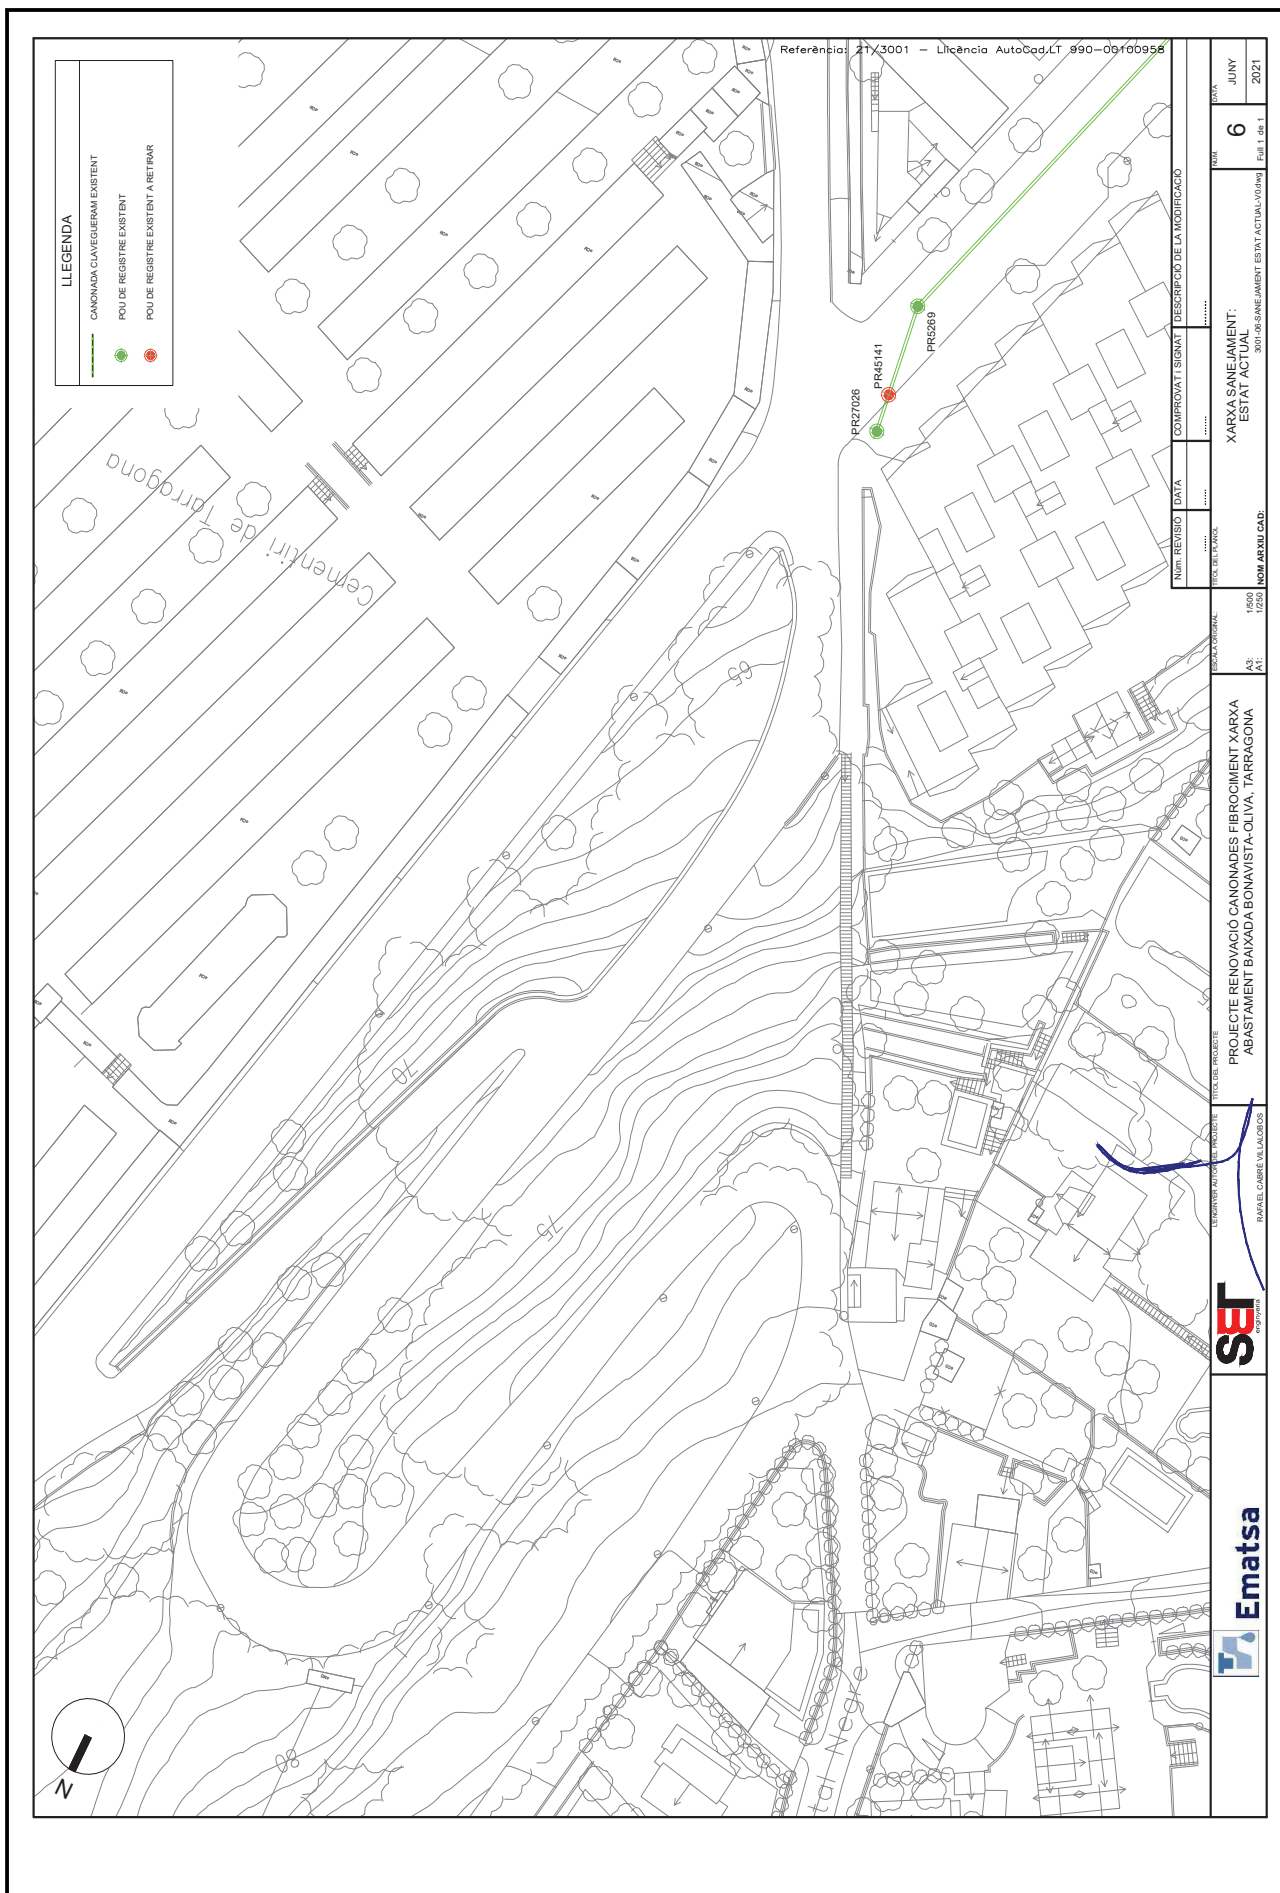 Referència: 21/3001 - Llicència AutoCad.LT 990-00100958
LLEGENDA
CANONADA CLAVEGUERAM EXISTENT
POU DE REGISTRE EXISTENT
POU DE REGISTRE EXISTENT A RETIRAR
Cementiri de Tarragona
PR27026
PR45141
PR5269
65
70
75
80
tal Negre
N
Núm. REVISIÓ
DATA
COMPROVAT I SIGNAT
DESCRIPCIÓ DE LA MODIFICACIÓ
......
......
......
........
Ematsa
SET
enginyeria
L'ENGINYER AUTOR DEL PROJECTE
RAFAEL CABRÉ VILLALOBOS
TÍTOL DEL PROJECTE
PROJECTE RENOVACIÓ CANONADES FIBROCIMENT XARXA
ABASTAMENT BAIXADA BONAVISTA-OLIVA, TARRAGONA
ESCALA ORIGINAL:
A3: 1/500
A1: 1/250
TÍTOL DEL PLÀNOL
XARXA SANEJAMENT:
ESTAT ACTUAL
NOM ARXIU CAD: 3001-06-SANEJAMENT ESTAT ACTUAL-V0.dwg
NÚM.
6
Full 1 de 1
DATA
JUNY
2021